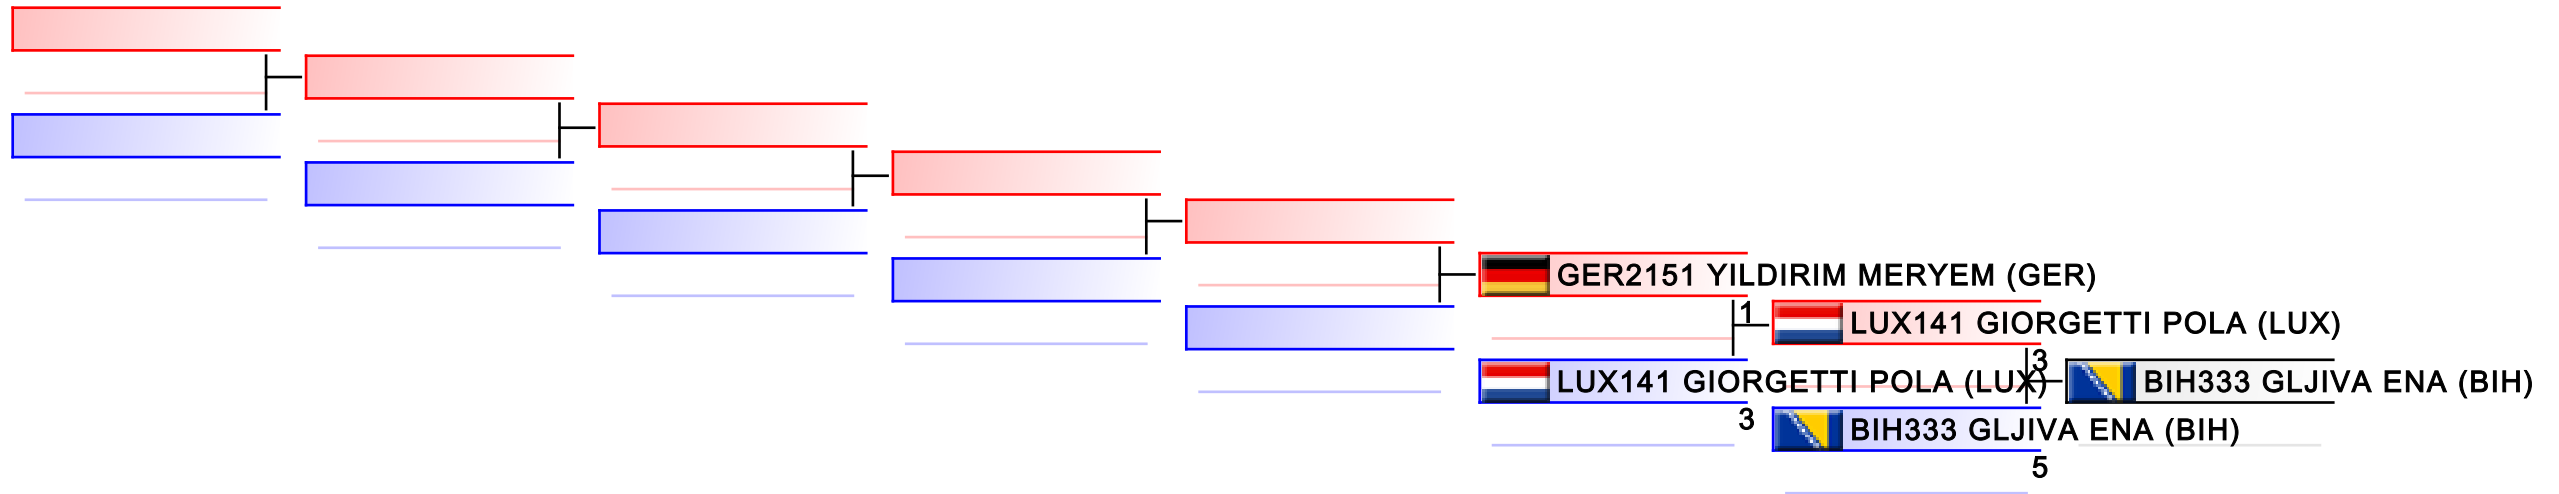 GER2151 YILDIRIM MERYEM (GER)
1
LUX141 GIORGETTI POLA (LUX)
3
LUX141 GIORGETTI POLA (LUX)
BIH333 GLJIVA ENA (BIH)
3
BIH333 GLJIVA ENA (BIH)
5